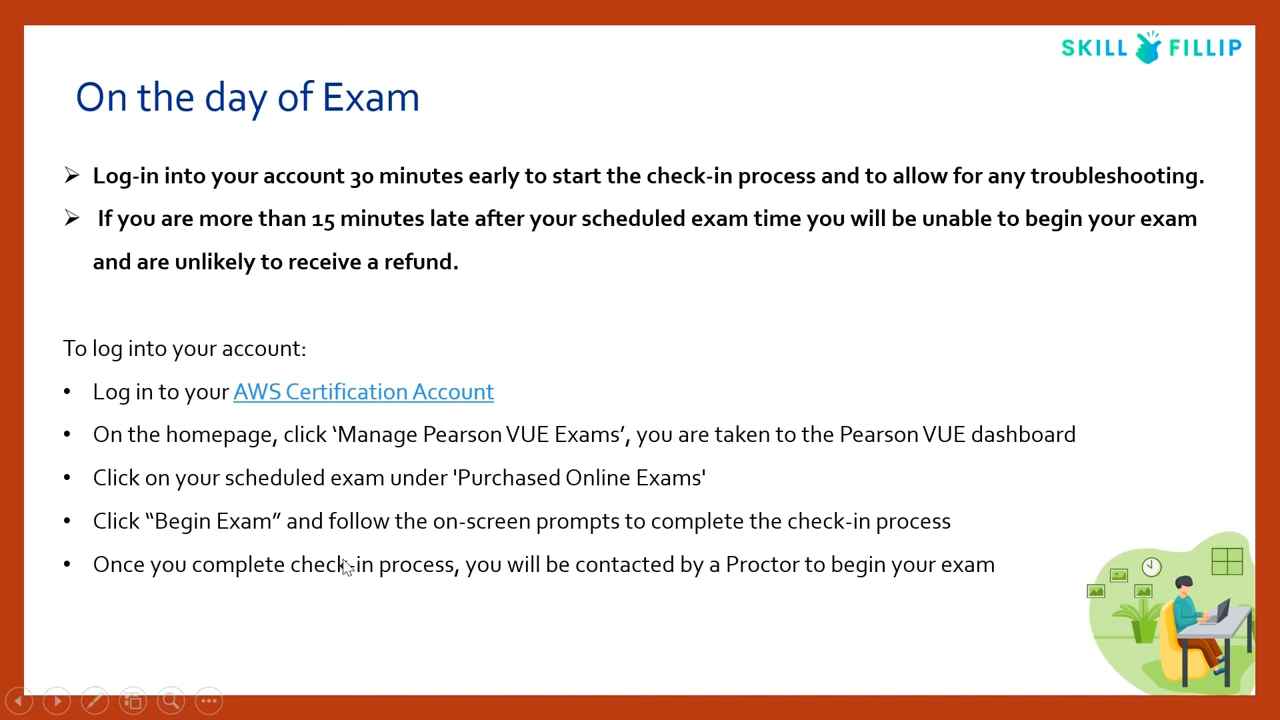 SKILL FILLIP
On the day of Exam
➢ Log-in into your account 30 minutes early to start the check-in process and to allow for any troubleshooting.
➢ If you are more than 15 minutes late after your scheduled exam time you will be unable to begin your exam
and are unlikely to receive a refund.
To log into your account:
• Log in to your AWS Certification Account
• On the homepage, click ‘Manage Pearson VUE Exams’, you are taken to the Pearson VUE dashboard
• Click on your scheduled exam under 'Purchased Online Exams'
• Click “Begin Exam” and follow the on-screen prompts to complete the check-in process
• Once you complete check-in process, you will be contacted by a Proctor to begin your exam